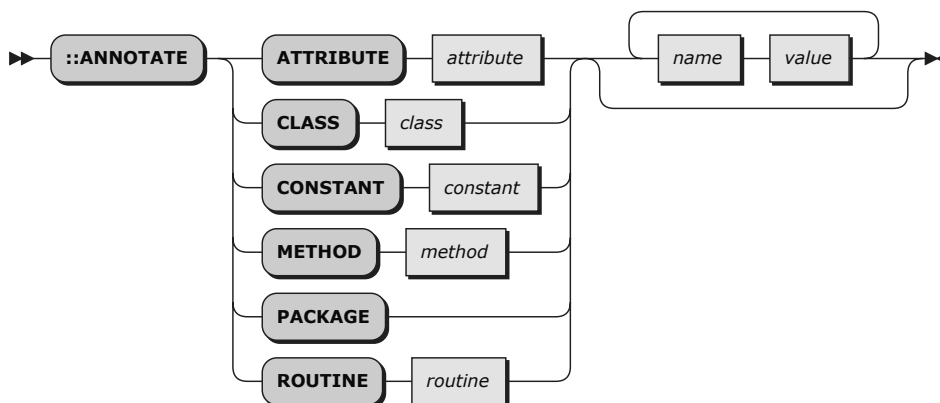 ::ANNOTATE ATTRIBUTE attribute name value
CLASS class
CONSTANT constant
METHOD method
PACKAGE
ROUTINE routine